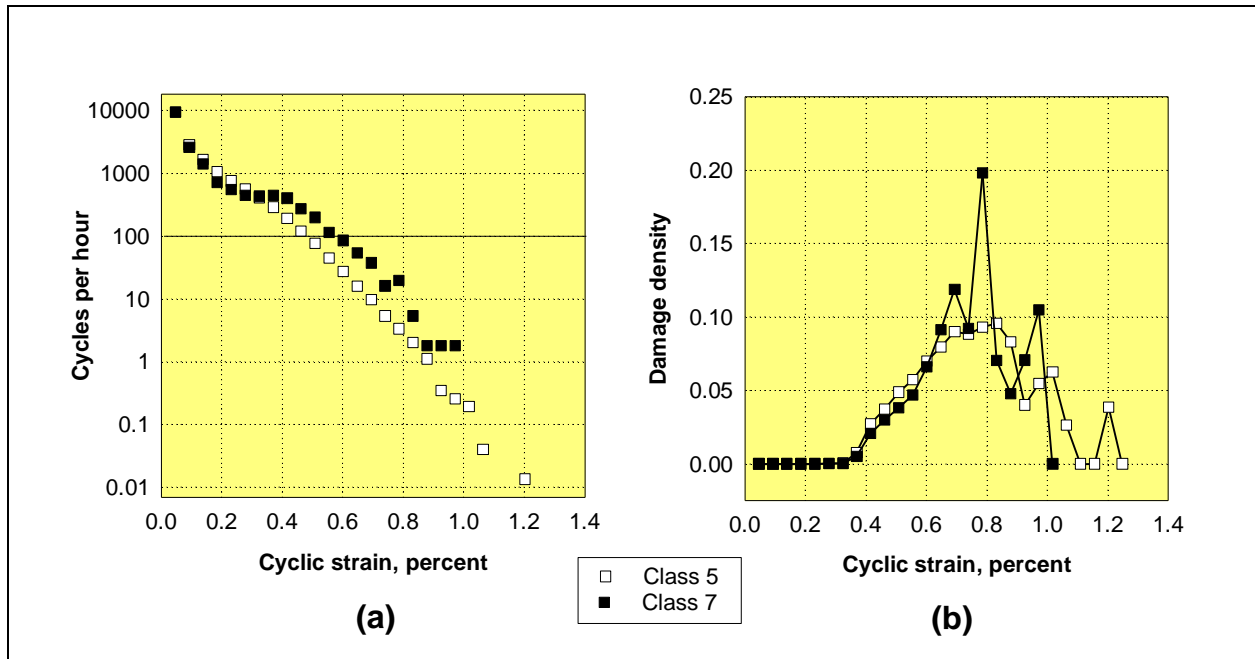 10000
1000
100
10
1
0.1
0.01
Cycles per hour
0.0 0.2 0.4 0.6 0.8 1.0 1.2 1.4
Cyclic strain, percent
(a)
0.25
0.20
0.15
0.10
0.05
0.00
Damage density
0.0 0.2 0.4 0.6 0.8 1.0 1.2 1.4
Cyclic strain, percent
(b)
Class 5
Class 7